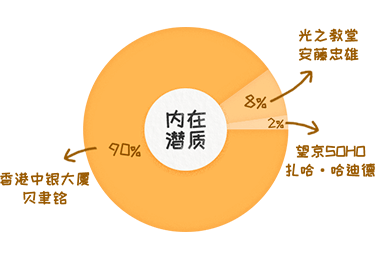 光之教堂
安藤忠雄
8%
2%
内在
潜质
90%
望京SOHO
扎哈·哈迪德
香港中银大厦
贝聿铭